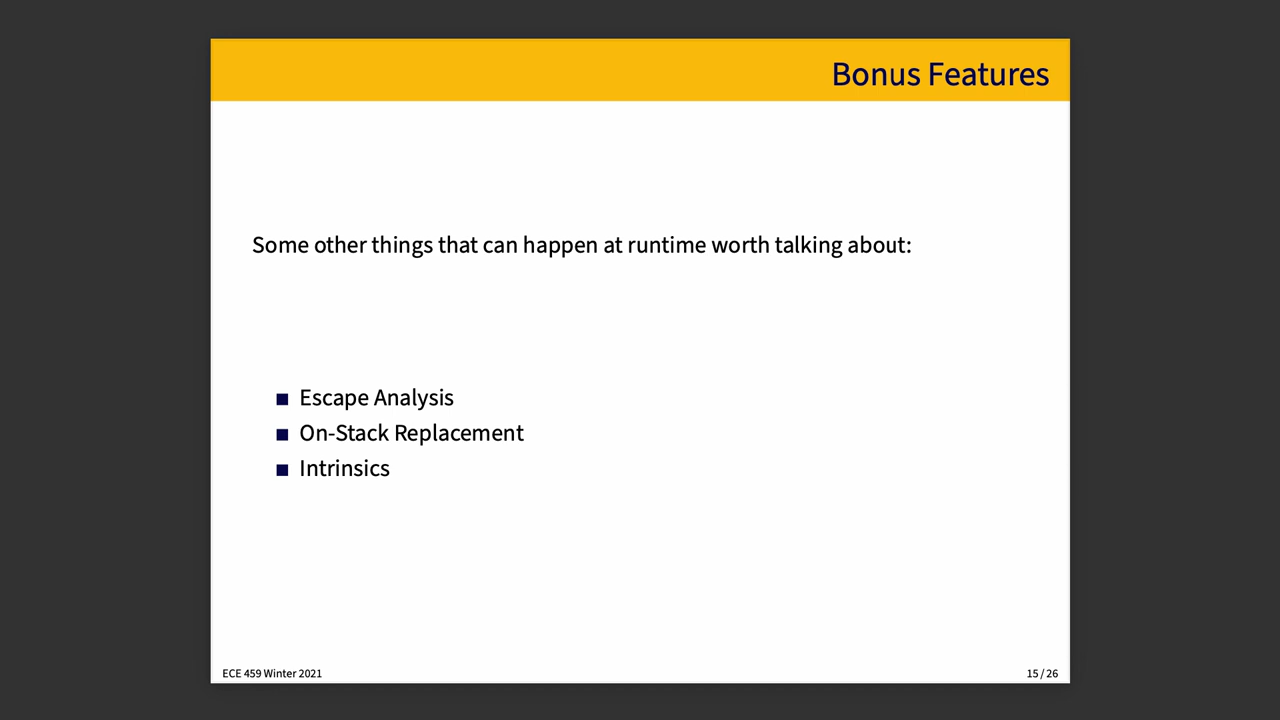 Bonus Features
Some other things that can happen at runtime worth talking about:
Escape Analysis
On-Stack Replacement
Intrinsics
ECE 459 Winter 2021
15 / 26